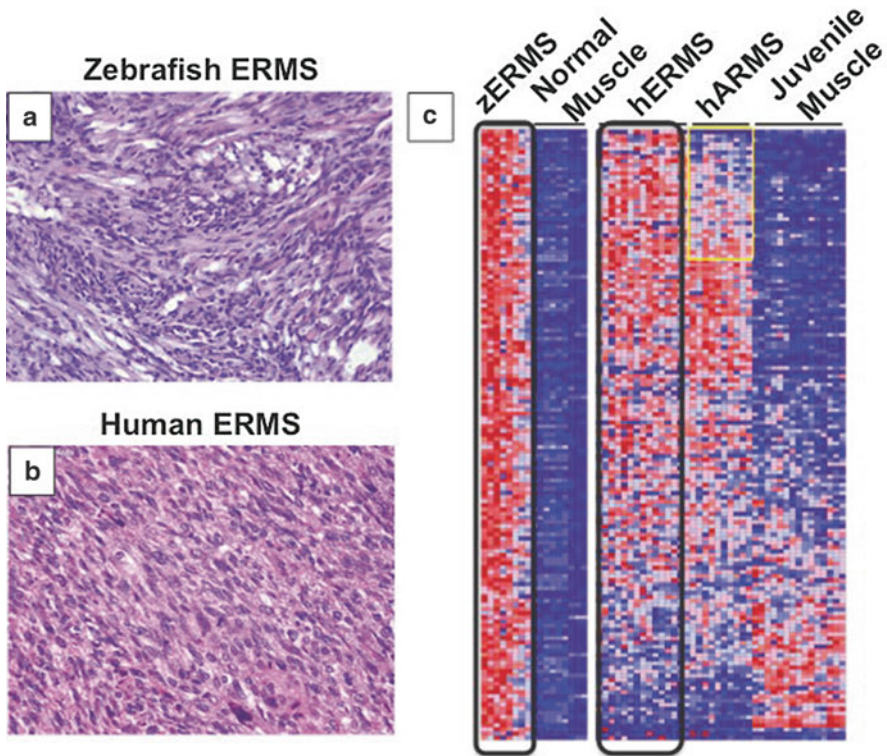 Zebrafish ERMS
a
Human ERMS
b
c
zERMS
Normal
Muscle
hERMS
hARMS
Juvenile
Muscle